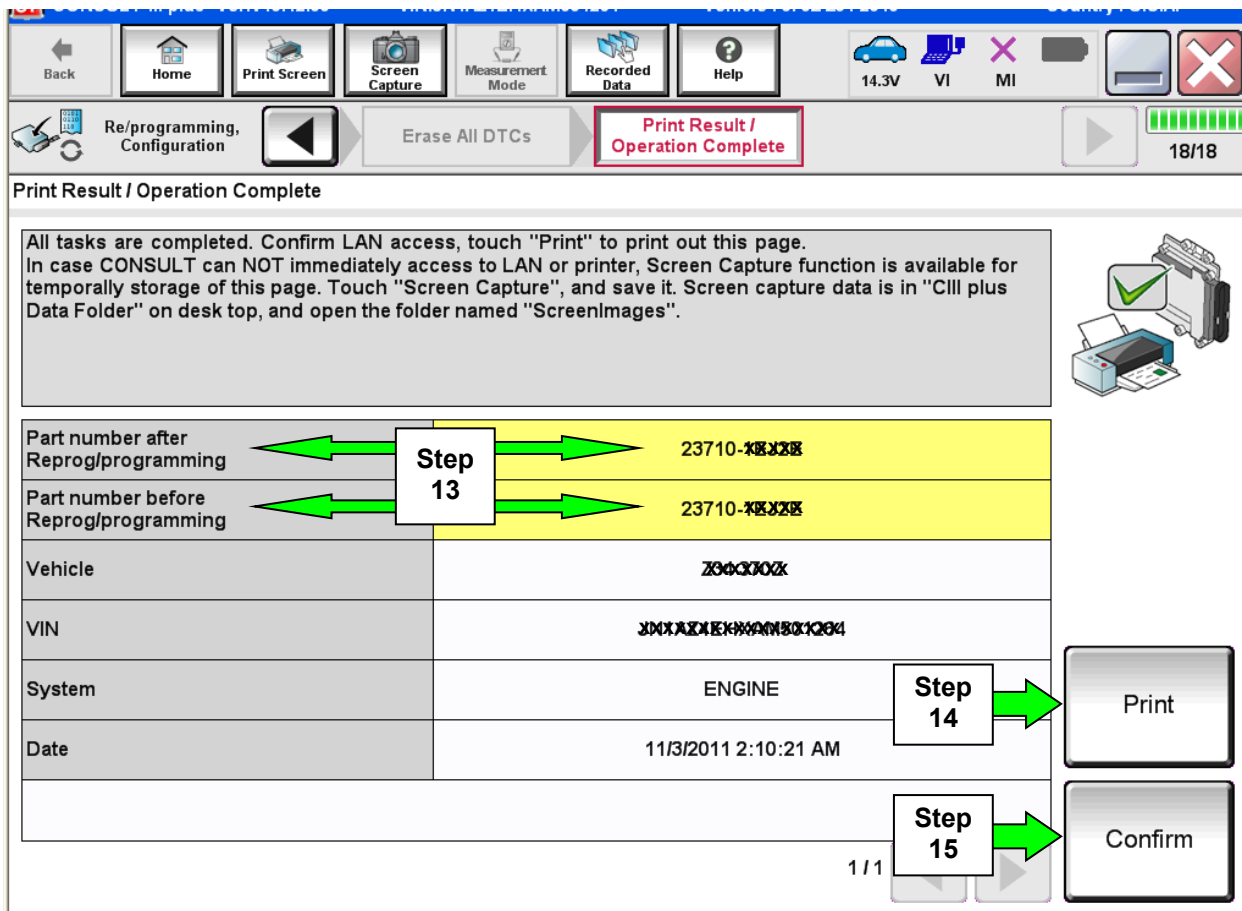 Back
Home
Print Screen
Screen
Capture
Measurement
Mode
Recorded
Data
Help
14.3V
VI
MI
Re/programming,
Configuration
Erase All DTCs
Print Result /
Operation Complete
18/18
Print Result / Operation Complete
All tasks are completed. Confirm LAN access, touch "Print" to print out this page.
In case CONSULT can NOT immediately access to LAN or printer, Screen Capture function is available for
temporally storage of this page. Touch "Screen Capture", and save it. Screen capture data is in "CIII plus
Data Folder" on desk top, and open the folder named "ScreenImages".
Part number after
Reprog/programming
Step
13
23710-
Part number before
Reprog/programming
23710-
Vehicle
VIN
System
ENGINE
Step
14
Print
Date
11/3/2011 2:10:21 AM
Step
15
Confirm
1 / 1